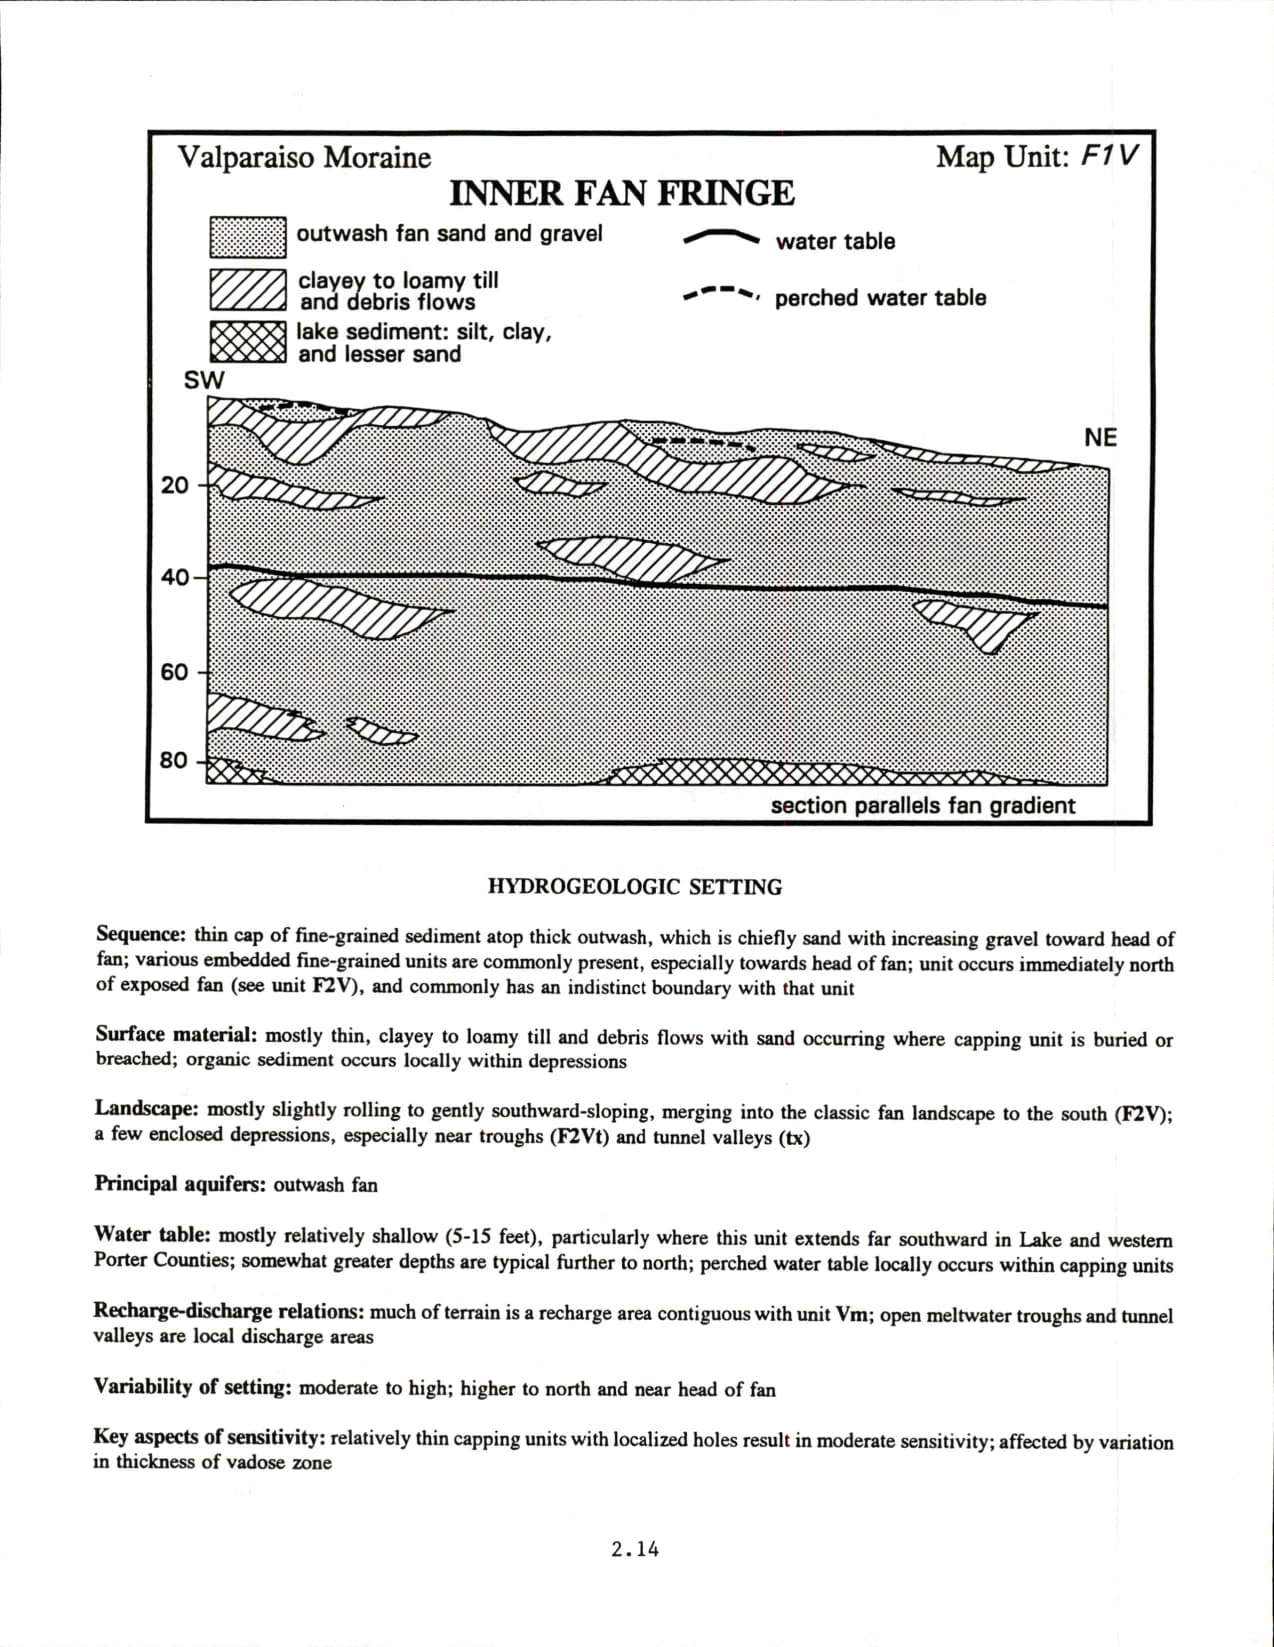 Valparaiso Moraine
Map Unit: F1V
INNER FAN FRINGE
outwash fan sand and gravel
water table
clayey to loamy till
and debris flows
perched water table
lake sediment: silt, clay,
and lesser sand
SW
NE
20
40
60
80
section parallels fan gradient
HYDROGEOLOGIC SETTING
Sequence: thin cap of fine-grained sediment atop thick outwash, which is chiefly sand with increasing gravel toward head of
fan; various embedded fine-grained units are commonly present, especially towards head of fan; unit occurs immediately north
of exposed fan (see unit F2V), and commonly has an indistinct boundary with that unit
Surface material: mostly thin, clayey to loamy till and debris flows with sand occurring where capping unit is buried or
breached; organic sediment occurs locally within depressions
Landscape: mostly slightly rolling to gently southward-sloping, merging into the classic fan landscape to the south (F2V);
a few enclosed depressions, especially near troughs (F2Vt) and tunnel valleys (tx)
Principal aquifers: outwash fan
Water table: mostly relatively shallow (5-15 feet), particularly where this unit extends far southward in Lake and western
Porter Counties; somewhat greater depths are typical further to north; perched water table locally occurs within capping units
Recharge-discharge relations: much of terrain is a recharge area contiguous with unit Vm; open meltwater troughs and tunnel
valleys are local discharge areas
Variability of setting: moderate to high; higher to north and near head of fan
Key aspects of sensitivity: relatively thin capping units with localized holes result in moderate sensitivity; affected by variation
in thickness of vadose zone
2.14